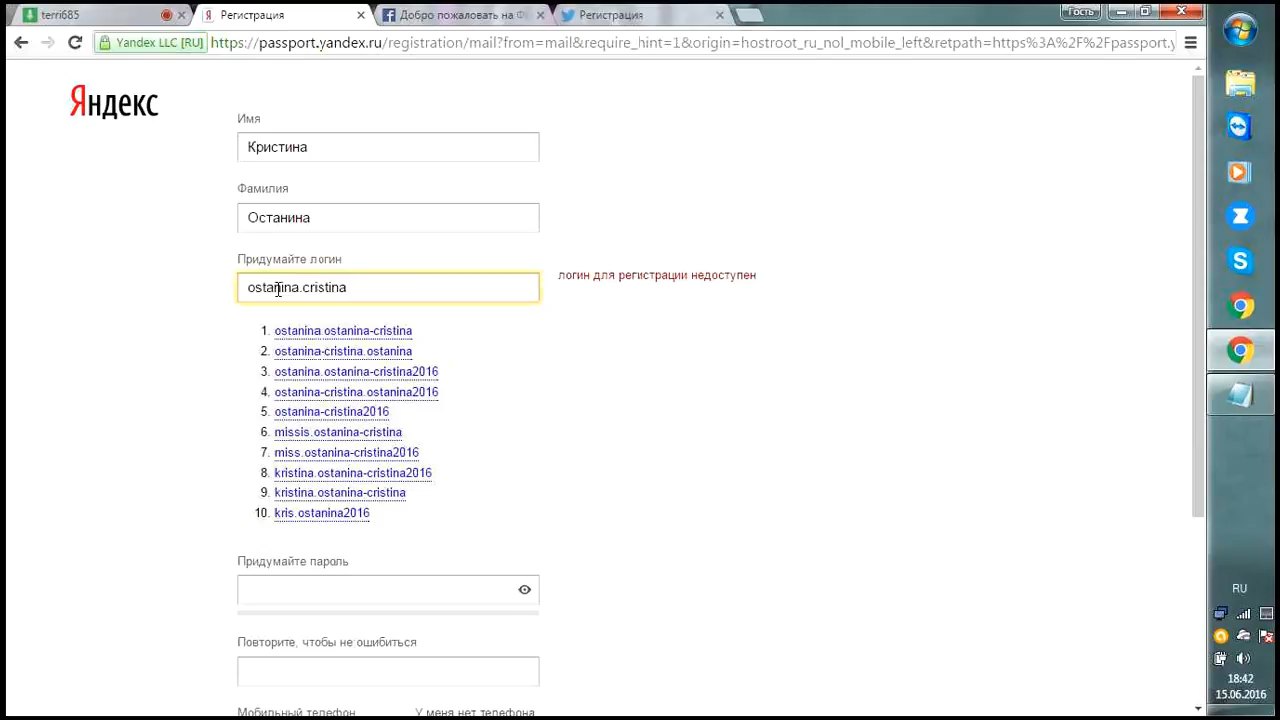 terri685
Регистрация
Добро пожаловать на Ф
Регистрация
Гость
Yandex LLC [RU]
https://passport.yandex.ru/registration/mail?from=mail&require_hint=1&origin=hostroot_ru_nol_mobile_left&retpath=https%3A%2F%2Fpassport.y
Яндекс
Имя
Кристина
Фамилия
Останина
Придумайте логин
ostanina.cristina
логин для регистрации недоступен
1. ostanina.ostanina-cristina
2. ostanina-cristina.ostanina
3. ostanina.ostanina-cristina2016
4. ostanina-cristina.ostanina2016
5. ostanina-cristina2016
6. missis.ostanina-cristina
7. miss.ostanina-cristina2016
8. kristina.ostanina-cristina2016
9. kristina.ostanina-cristina
10. kris.ostanina2016
Придумайте пароль
Повторите, чтобы не ошибиться
Мобильный телефон
У меня нет телефона
RU
18:42
15.06.2016